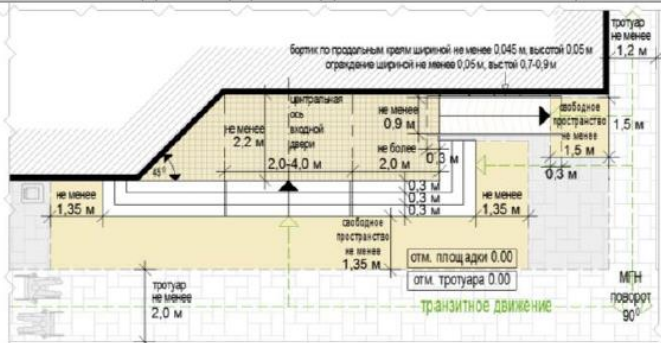 тротуар
не менее
1,2 м
бортик по продольным краям шириной не менее 0,045 м, высотой 0,05 м
ограждение шириной не менее 0,05 м, выстой 0,7-0,9 м
центральная
ось
входной
двери
не менее
2,2 м
не менее
0,9 м
свободное
пространство
не менее
1,5 м
1,5 м
2,0-4,0 м
не более
2,0 м
45°
0,3 м
0,3 м
0,3 м
0,3 м
0,3 м
не менее
1,35 м
не менее
1,35 м
свободное
пространство
не менее
1,35 м
отм. площадки 0.00
отм. тротуара 0.00
тротуар
не менее
2,0 м
транзитное движение
МГН
поворот
90⁰